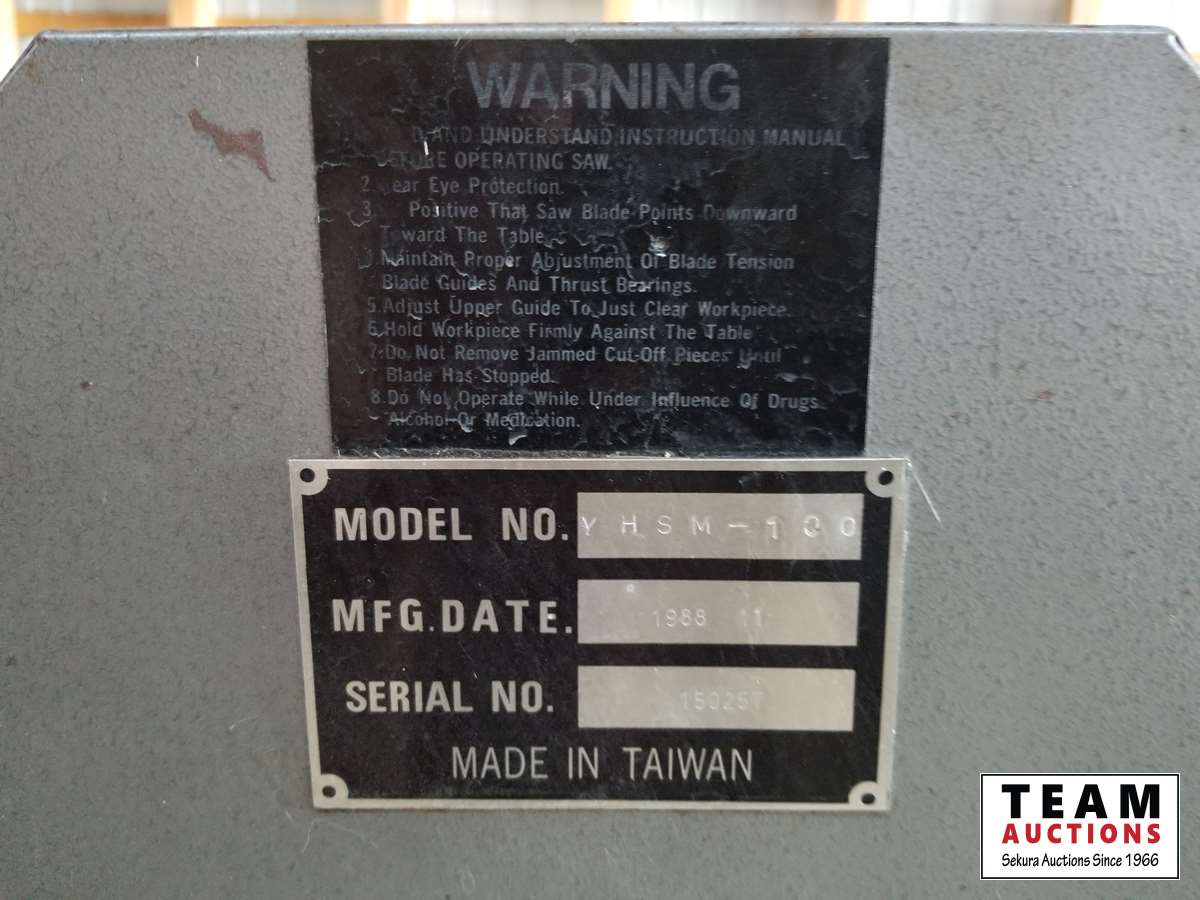 WARNING
AND UNDERSTAND INSTRUCTION MANUAL
OPERATING SAW.
2. Eye Protection.
3. Positive That Saw Blade Points Downward
Toward The Table.
Maintain Proper Adjustment Of Blade Tension
Blade Guides And Thrust Bearings.
5.Adjust Upper Guide To Just Clear Workpiece.
6.Hold Workpiece Firmly Against The Table
7.Do Not Remove Jammed Cut-Off Pieces Until
Blade Has Stopped.
8.Do Not Operate While Under Influence Of Drugs
Alcohol Or Medication.
MODEL NO. YHSM-100
MFG.DATE. 1988 11
SERIAL NO. 150257
MADE IN TAIWAN
TEAM
AUCTIONS
Sekura Auctions Since 1966